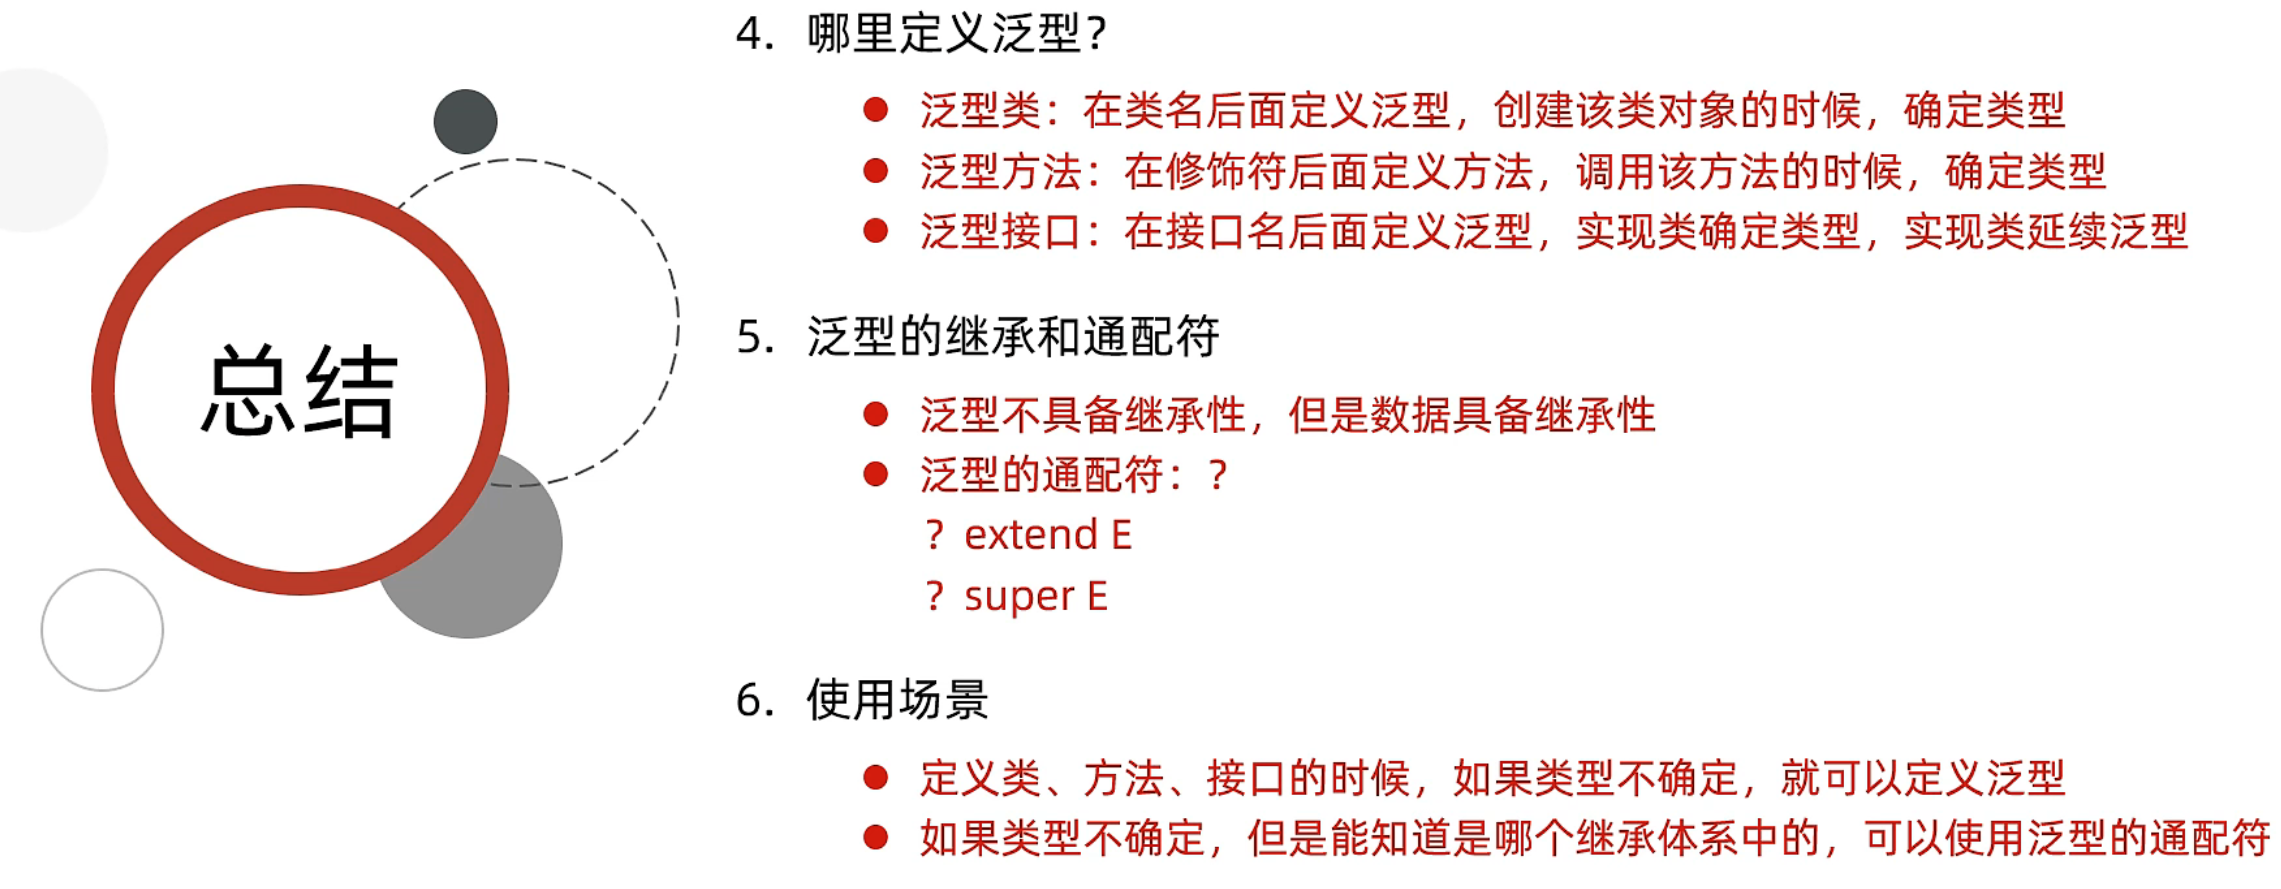 总结
4. 哪里定义泛型？
● 泛型类：在类名后面定义泛型，创建该类对象的时候，确定类型
● 泛型方法：在修饰符后面定义方法，调用该方法的时候，确定类型
● 泛型接口：在接口名后面定义泛型，实现类确定类型，实现类延续泛型
5. 泛型的继承和通配符
● 泛型不具备继承性，但是数据具备继承性
● 泛型的通配符：？
？extend E
？super E
6. 使用场景
● 定义类、方法、接口的时候，如果类型不确定，就可以定义泛型
● 如果类型不确定，但是能知道是哪个继承体系中的，可以使用泛型的通配符